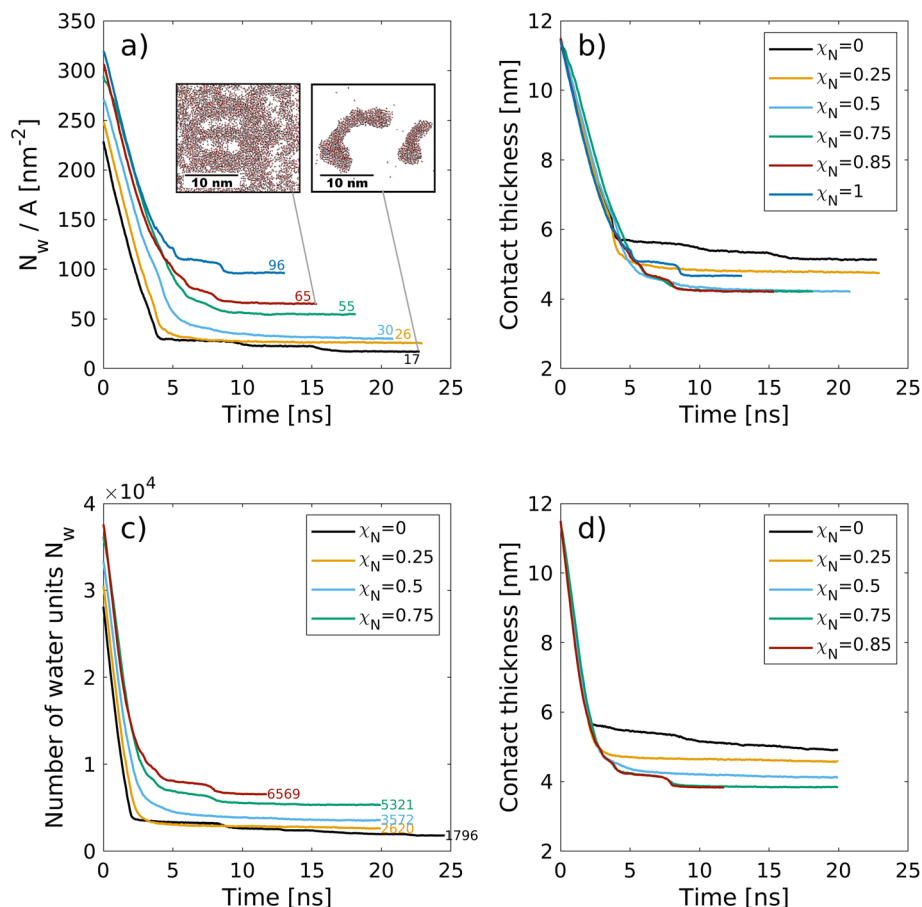 a)
N_w / A [nm^-2]
350
300
250
200
150
100
50
0
10 nm
10 nm
96
65
55
30
26
17
0 5 10 15 20 25
Time [ns]
b)
Contact thickness [nm]
12
10
8
6
4
2
χ_N=0
χ_N=0.25
χ_N=0.5
χ_N=0.75
χ_N=0.85
χ_N=1
0 5 10 15 20 25
Time [ns]
c)
×10^4
Number of water units N_w
4
3
2
1
0
χ_N=0
χ_N=0.25
χ_N=0.5
χ_N=0.75
6569
5321
3572
2620
1796
0 5 10 15 20 25
Time [ns]
d)
Contact thickness [nm]
12
10
8
6
4
2
χ_N=0
χ_N=0.25
χ_N=0.5
χ_N=0.75
χ_N=0.85
0 5 10 15 20 25
Time [ns]